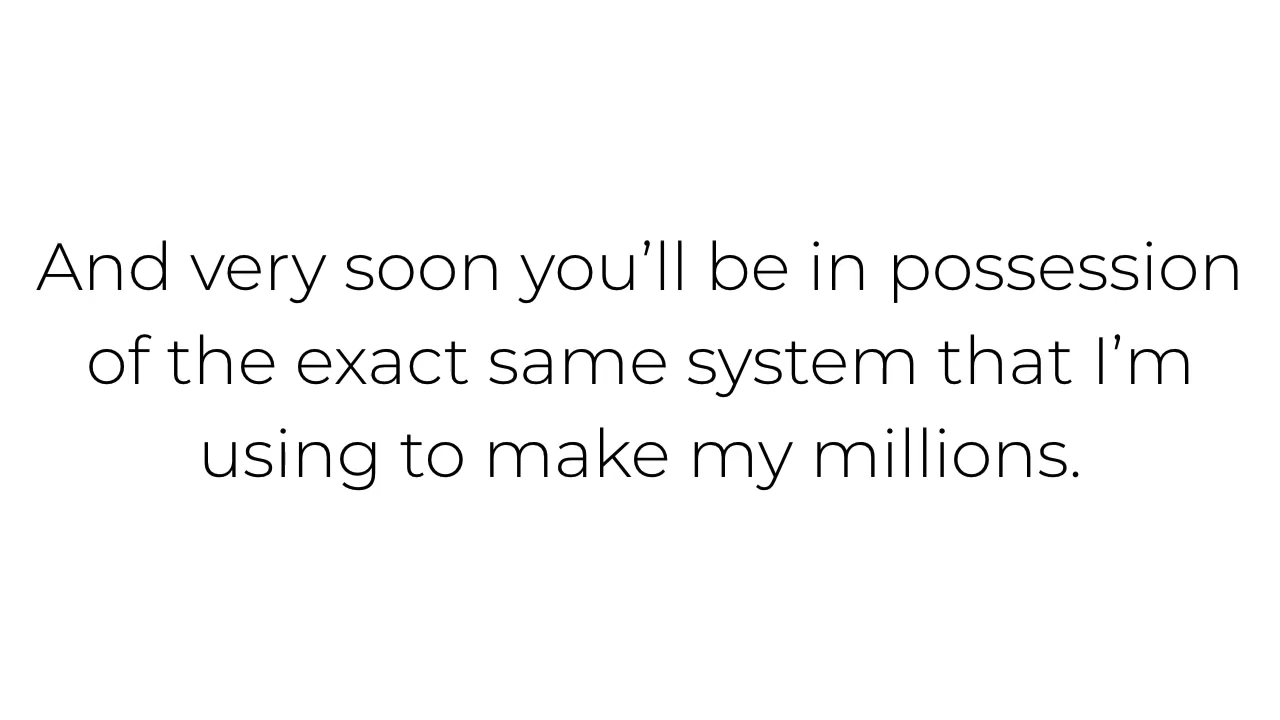 And very soon you’ll be in possession
of the exact same system that I’m
using to make my millions.